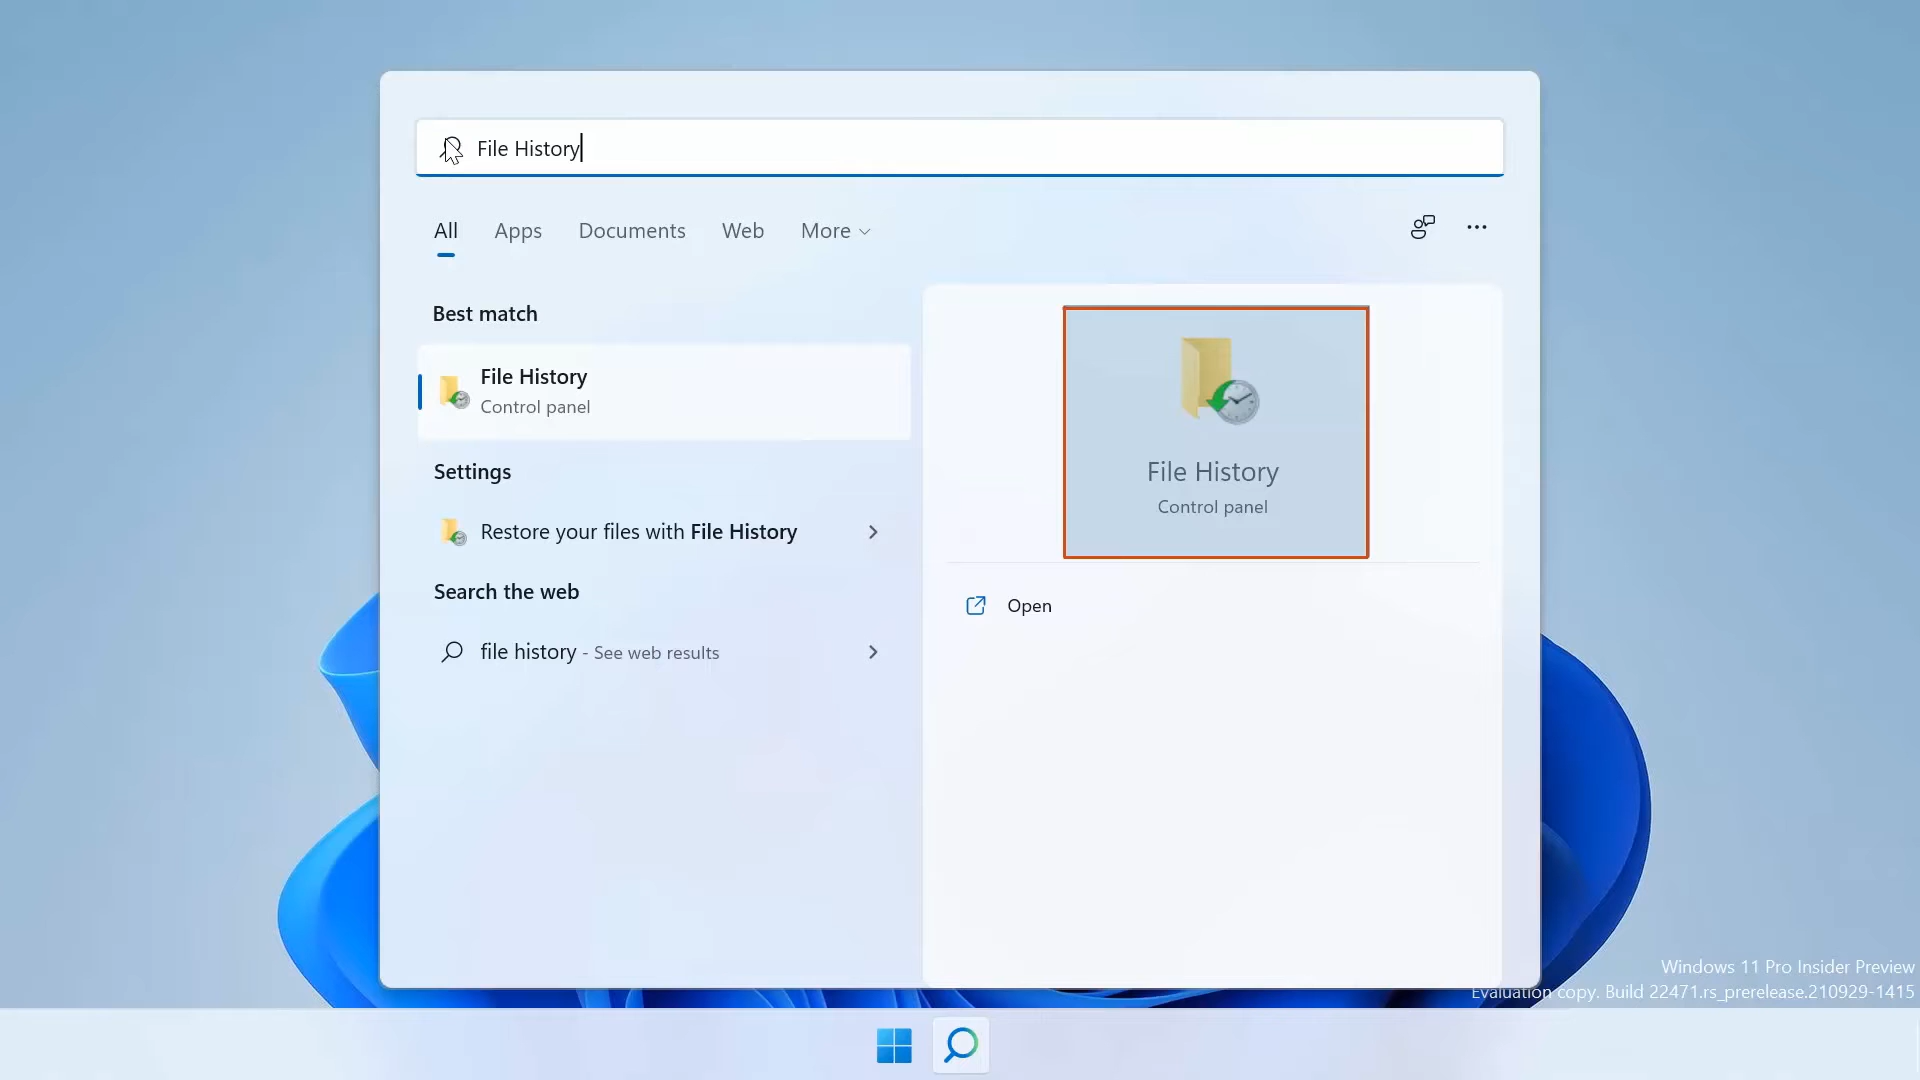 File History
All Apps Documents Web More
Best match
File History
Control panel
Settings
Restore your files with File History
Search the web
file history - See web results
File History
Control panel
Open
Windows 11 Pro Insider Preview
Evaluation copy. Build 22471.rs_prerelease.210929-1415